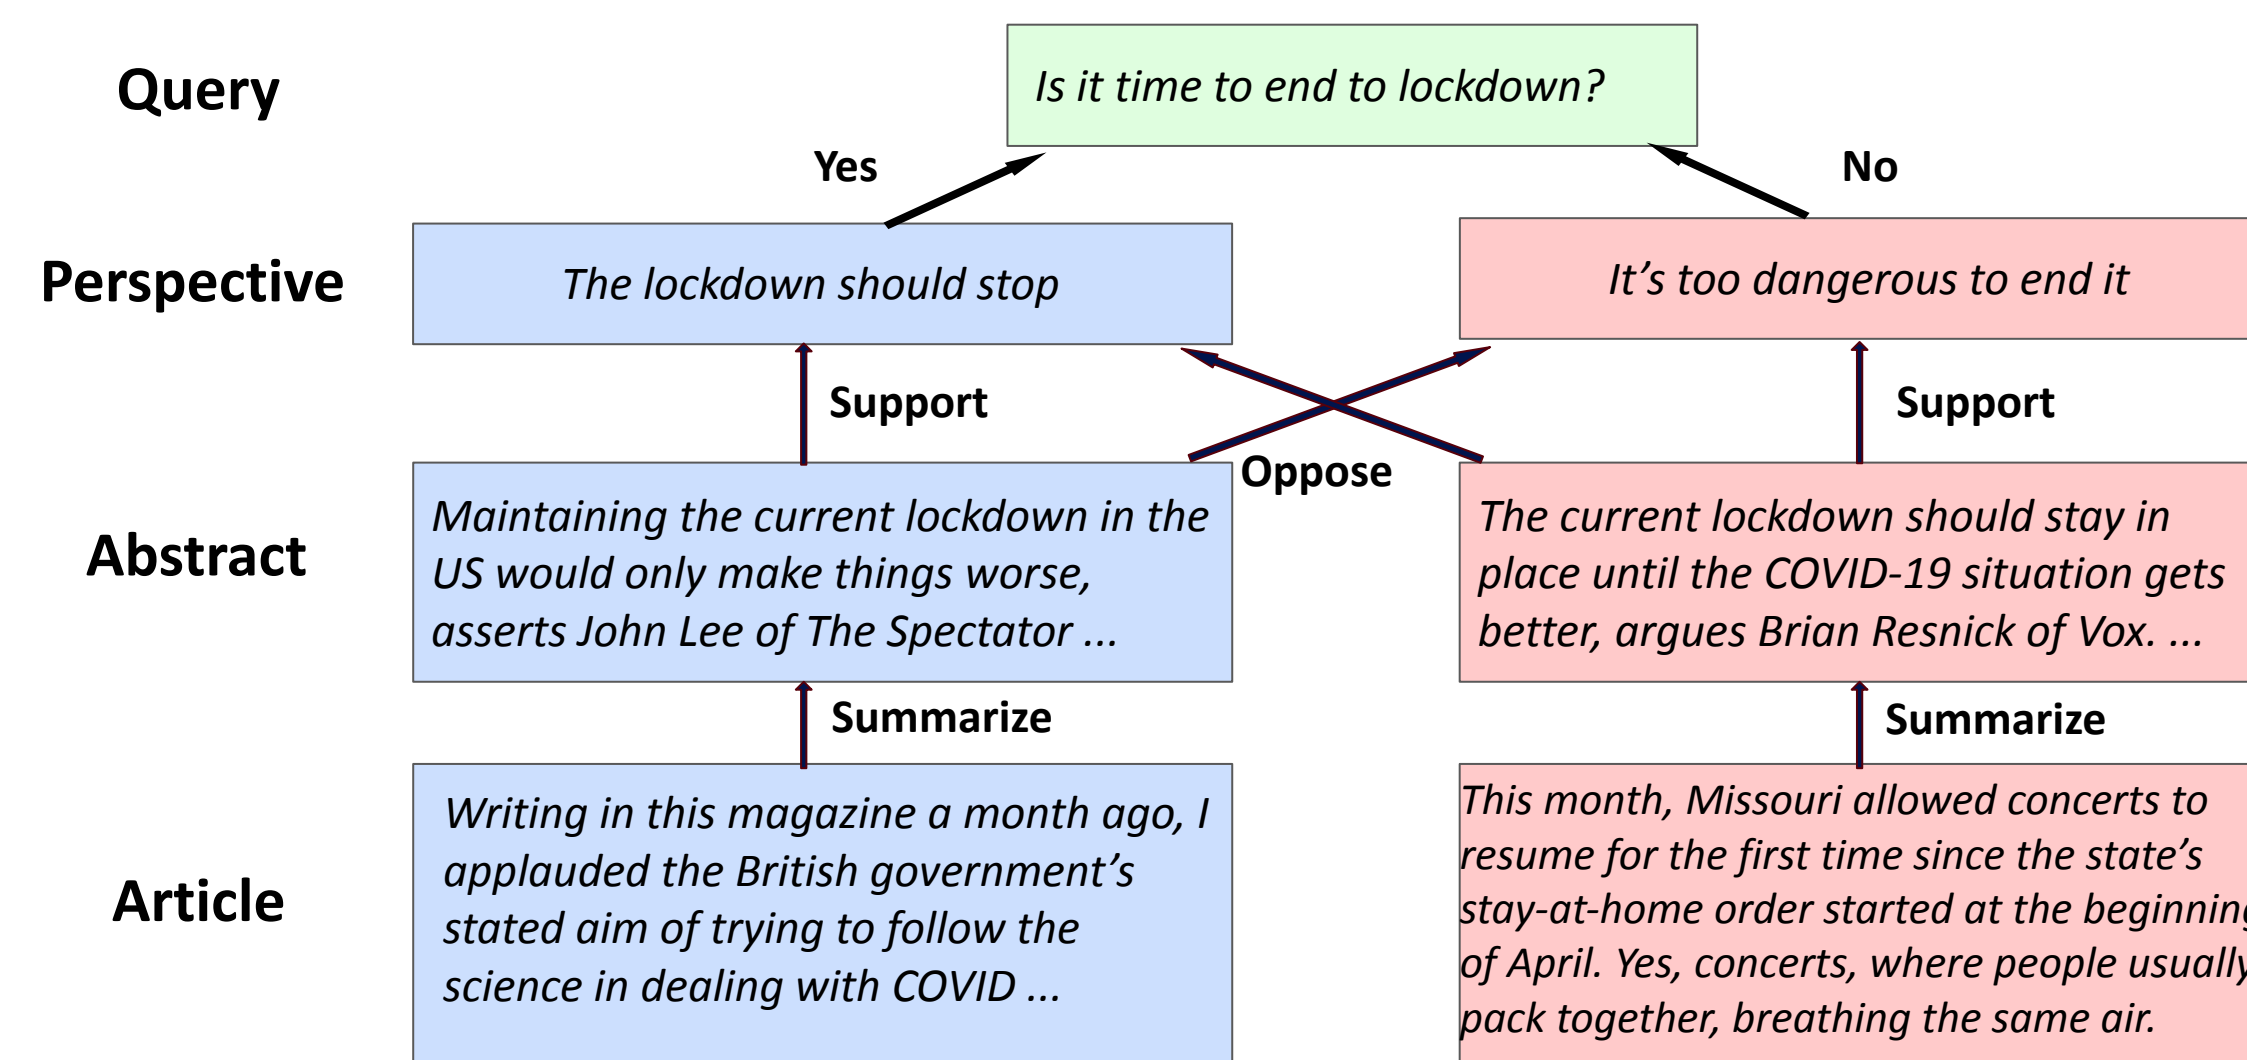 Query
Is it time to end to lockdown?
Yes
No
Perspective
The lockdown should stop
It’s too dangerous to end it
Support
Support
Oppose
Abstract
Maintaining the current lockdown in the
US would only make things worse,
asserts John Lee of The Spectator ...
The current lockdown should stay in
place until the COVID-19 situation gets
better, argues Brian Resnick of Vox. ...
Summarize
Summarize
Article
Writing in this magazine a month ago, I
applauded the British government’s
stated aim of trying to follow the
science in dealing with COVID ...
This month, Missouri allowed concerts to
resume for the first time since the state’s
stay-at-home order started at the beginning
of April. Yes, concerts, where people usually
pack together, breathing the same air.